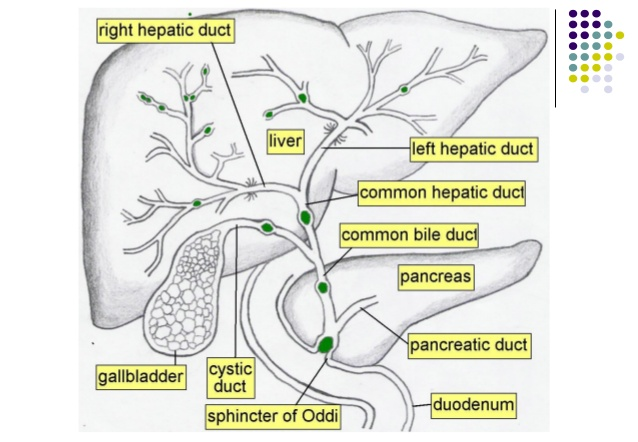 right hepatic duct
liver
left hepatic duct
common hepatic duct
common bile duct
pancreas
pancreatic duct
gallbladder
cystic
duct
sphincter of Oddi
duodenum